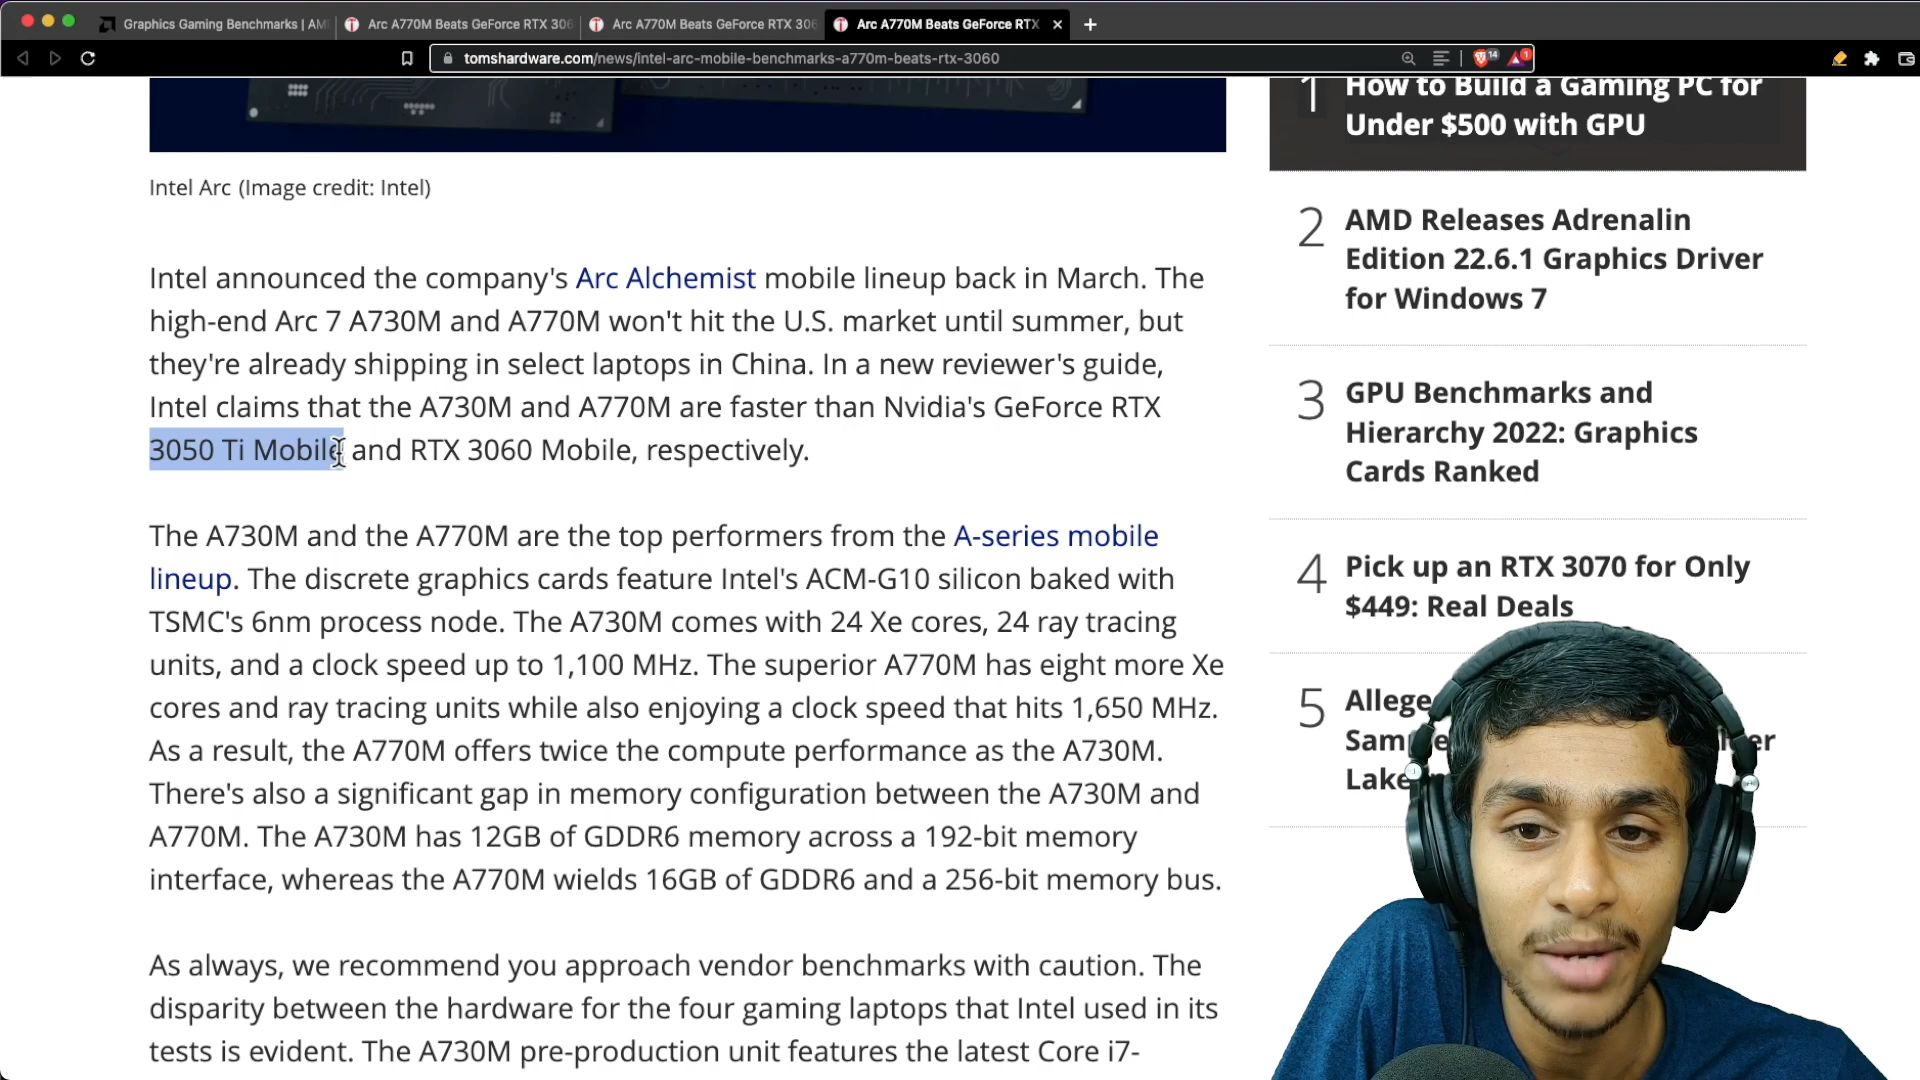 Graphics Gaming Benchmarks | AM
Arc A770M Beats GeForce RTX 306
Arc A770M Beats GeForce RTX 306
Arc A770M Beats GeForce RTX
tomshardware.com/news/intel-arc-mobile-benchmarks-a770m-beats-rtx-3060
14
1
Intel Arc (Image credit: Intel)
Intel announced the company's Arc Alchemist mobile lineup back in March. The
high-end Arc 7 A730M and A770M won't hit the U.S. market until summer, but
they're already shipping in select laptops in China. In a new reviewer's guide,
Intel claims that the A730M and A770M are faster than Nvidia's GeForce RTX
3050 Ti Mobile and RTX 3060 Mobile, respectively.
The A730M and the A770M are the top performers from the A-series mobile
lineup. The discrete graphics cards feature Intel's ACM-G10 silicon baked with
TSMC's 6nm process node. The A730M comes with 24 Xe cores, 24 ray tracing
units, and a clock speed up to 1,100 MHz. The superior A770M has eight more Xe
cores and ray tracing units while also enjoying a clock speed that hits 1,650 MHz.
As a result, the A770M offers twice the compute performance as the A730M.
There's also a significant gap in memory configuration between the A730M and
A770M. The A730M has 12GB of GDDR6 memory across a 192-bit memory
interface, whereas the A770M wields 16GB of GDDR6 and a 256-bit memory bus.
As always, we recommend you approach vendor benchmarks with caution. The
disparity between the hardware for the four gaming laptops that Intel used in its
tests is evident. The A730M pre-production unit features the latest Core i7-
1
How to Build a Gaming PC for
Under $500 with GPU
2
AMD Releases Adrenalin
Edition 22.6.1 Graphics Driver
for Windows 7
3
GPU Benchmarks and
Hierarchy 2022: Graphics
Cards Ranked
4
Pick up an RTX 3070 for Only
$449: Real Deals
5